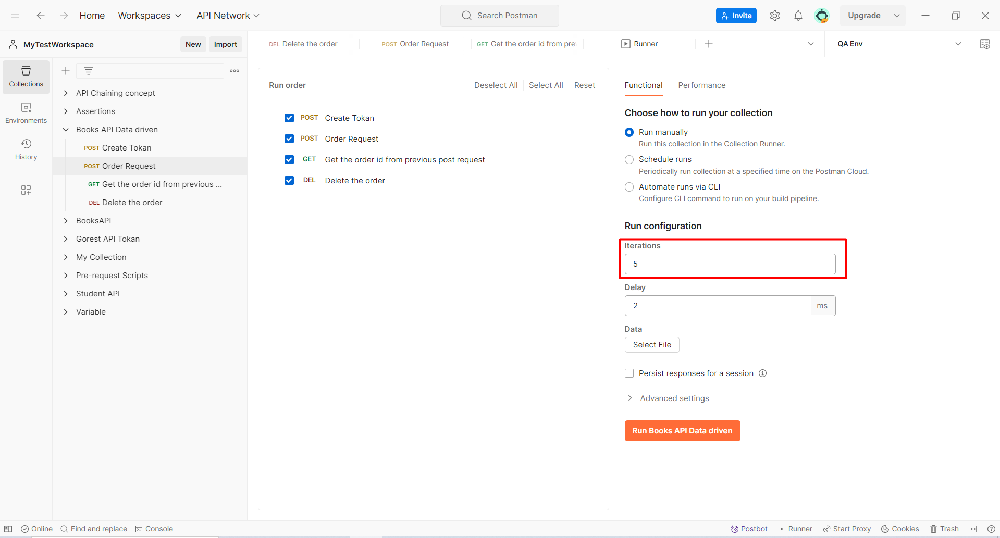 Home Workspaces API Network Search Postman Invite Upgrade
MyTestWorkspace New Import DEL Delete the order POST Order Request GET Get the order id from pre Runner QA Env
Collections
Environments
History
API Chaining concept
Assertions
Books API Data driven
POST Create Tokan
POST Order Request
GET Get the order id from previous ...
DEL Delete the order
BooksAPI
Gorest API Tokan
My Collection
Pre-request Scripts
Student API
Variable
Run order Deselect All Select All Reset
POST Create Tokan
POST Order Request
GET Get the order id from previous post request
DEL Delete the order
Functional Performance
Choose how to run your collection
Run manually
Run this collection in the Collection Runner.
Schedule runs
Periodically run collection at a specified time on the Postman Cloud.
Automate runs via CLI
Configure CLI command to run on your build pipeline.
Run configuration
Iterations
5
Delay
2 ms
Data
Select File
Persist responses for a session
Advanced settings
Run Books API Data driven
Online Find and replace Console Postbot Runner Start Proxy Cookies Trash